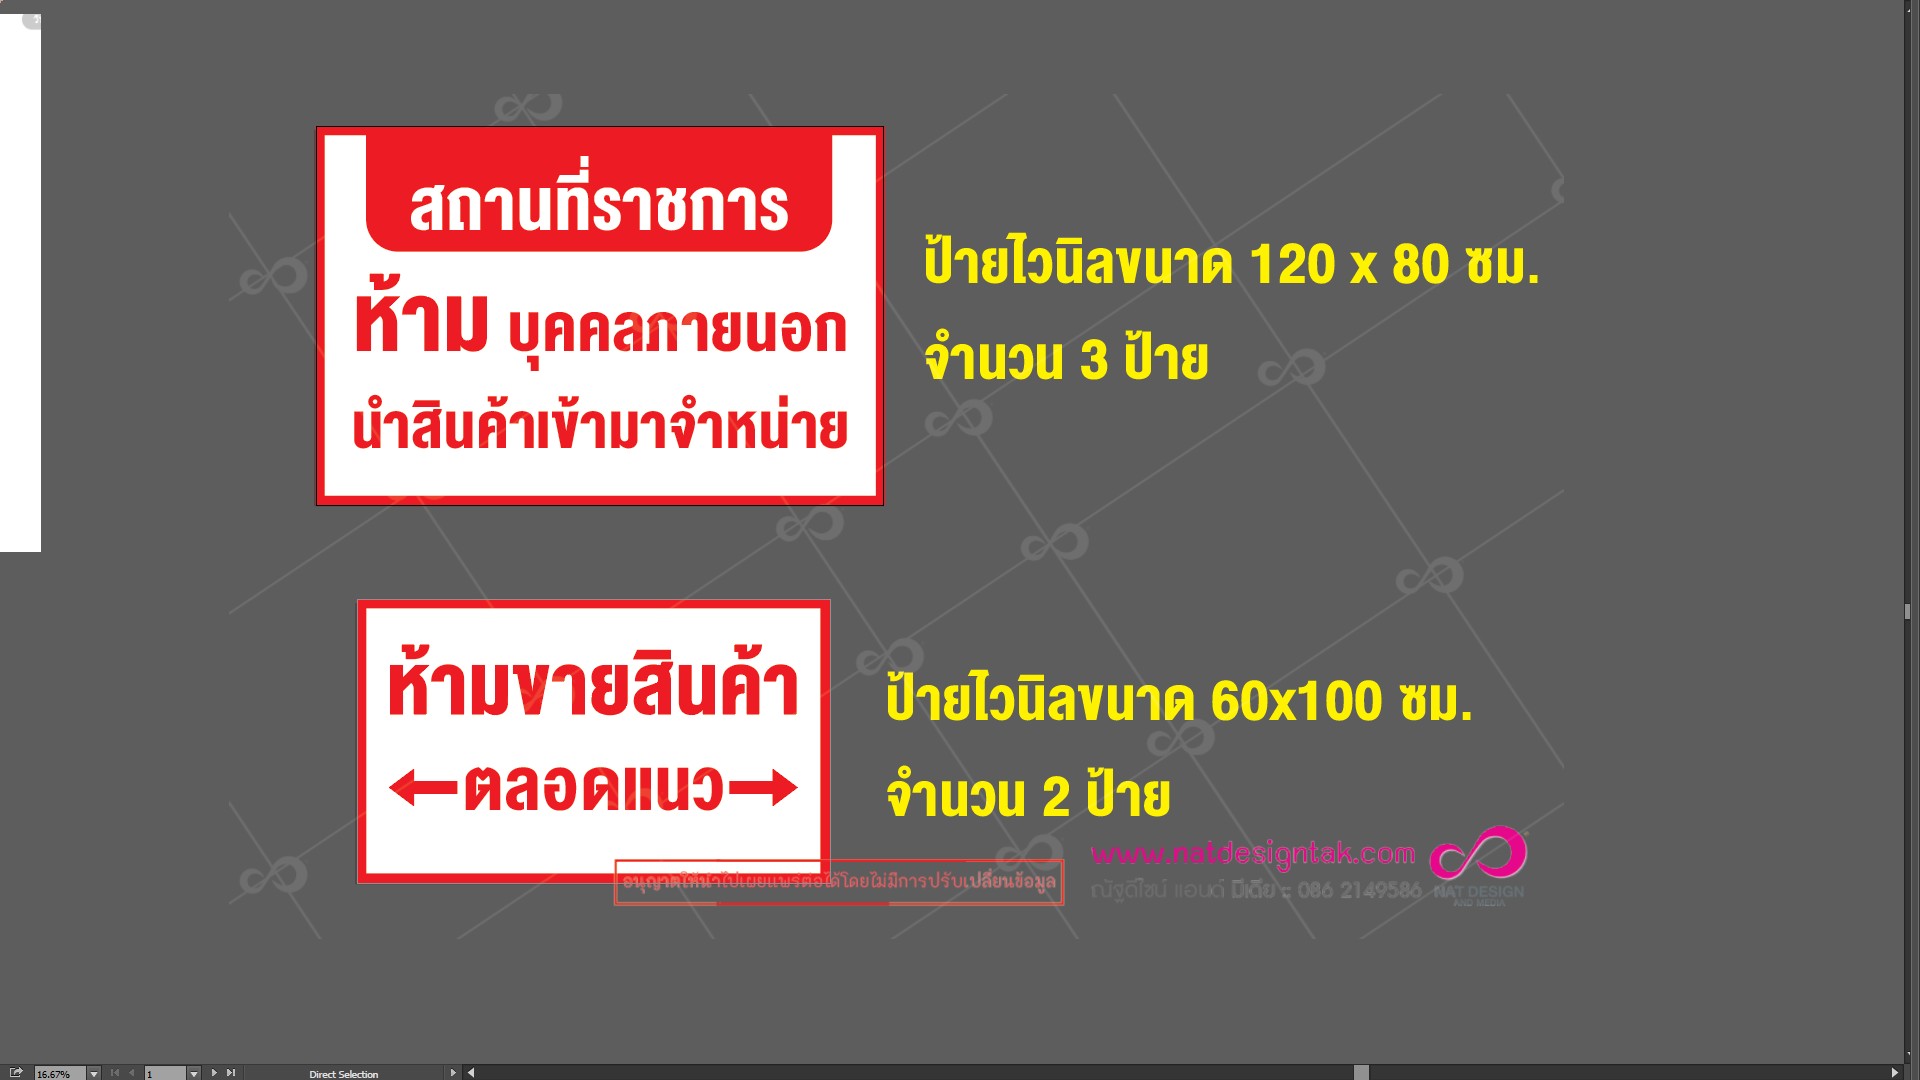 สถานที่ราชการ
ห้าม บุคคลภายนอก
นำสินค้าเข้ามาจำหน่าย
ป้ายไวนิลขนาด 120 x 80 ซม.
จำนวน 3 ป้าย
ห้ามขายสินค้า
←ตลอดแนว→
ป้ายไวนิลขนาด 60x100 ซม.
จำนวน 2 ป้าย
www.natdesigntak.com
ณัฐดีไซน์ แอนด์ มีเดีย :: 086 2149586
NAT DESIGN
AND MEDIA
อนุญาตให้นำไปเผยแพร่ต่อได้โดยไม่มีการปรับเปลี่ยนข้อมูล
16.67%
1
Direct Selection